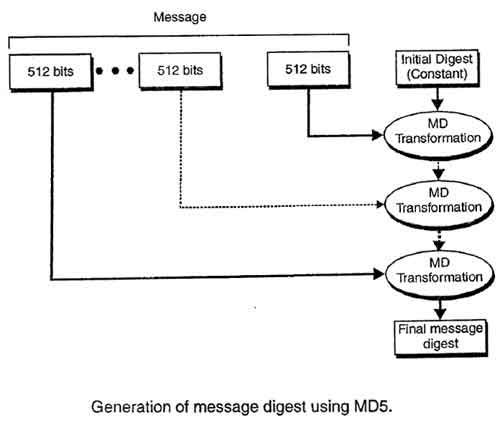 Message
512 bits
512 bits
512 bits
Initial Digest
(Constant)
MD
Transformation
MD
Transformation
MD
Transformation
Final message
digest
Generation of message digest using MD5.